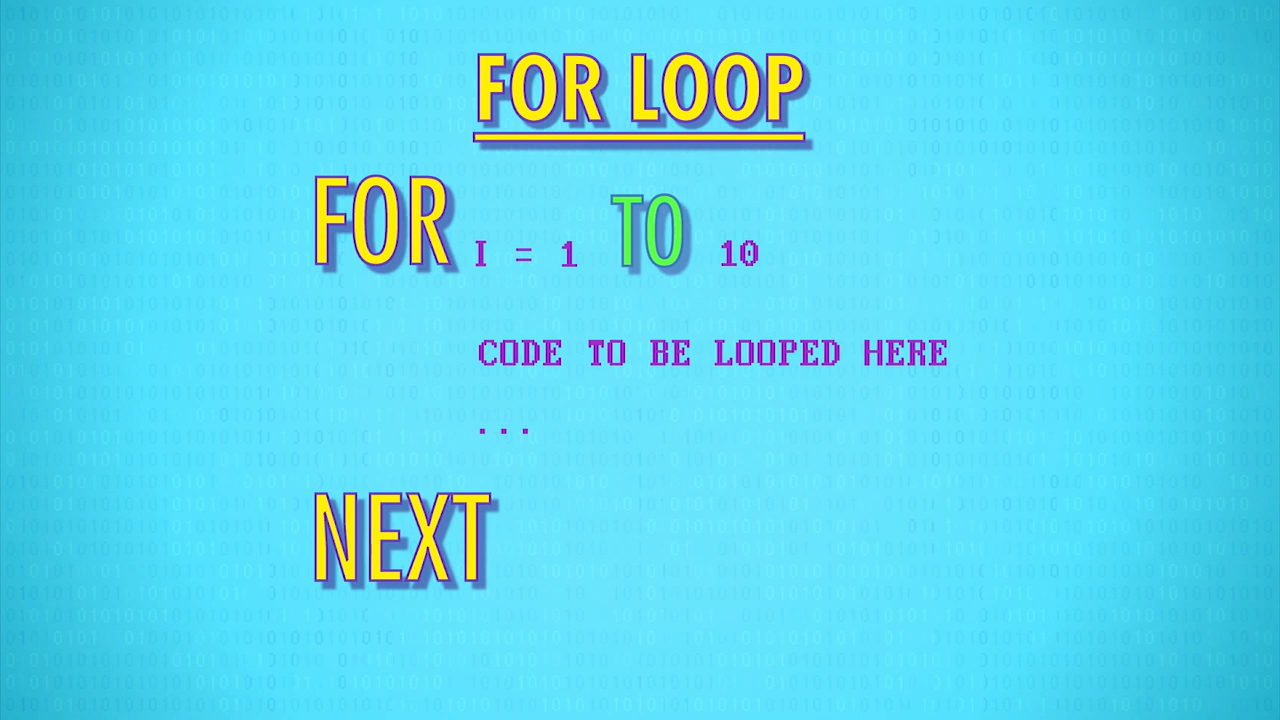 FOR LOOP
FOR I = 1 TO 10
CODE TO BE LOOPED HERE
...
NEXT